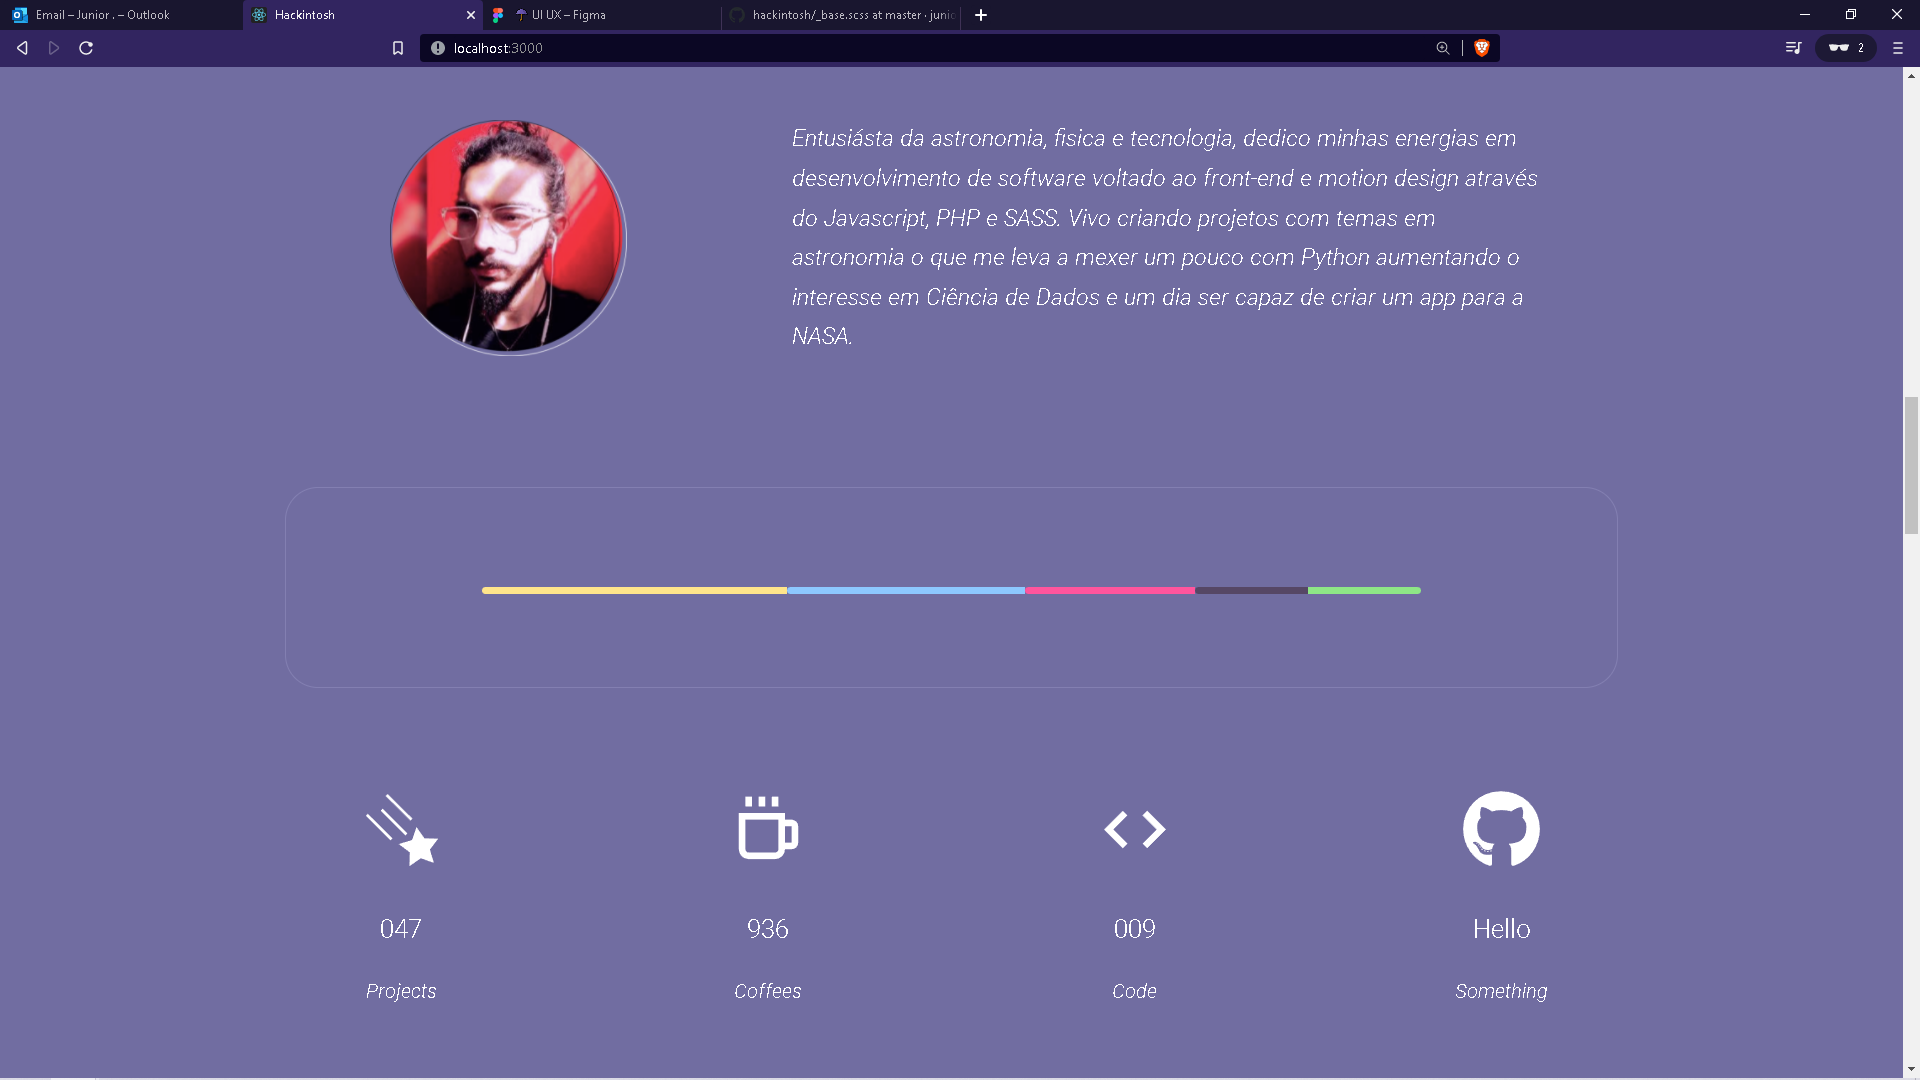 Email – Junior . – Outlook
Hackintosh
UI UX – Figma
hackintosh/_base.scss at master · junio
localhost:3000
2
Entusiásta da astronomia, fisica e tecnologia, dedico minhas energias em
desenvolvimento de software voltado ao front-end e motion design através
do Javascript, PHP e SASS. Vivo criando projetos com temas em
astronomia o que me leva a mexer um pouco com Python aumentando o
interesse em Ciência de Dados e um dia ser capaz de criar um app para a
NASA.
047
936
009
Hello
Projects
Coffees
Code
Something